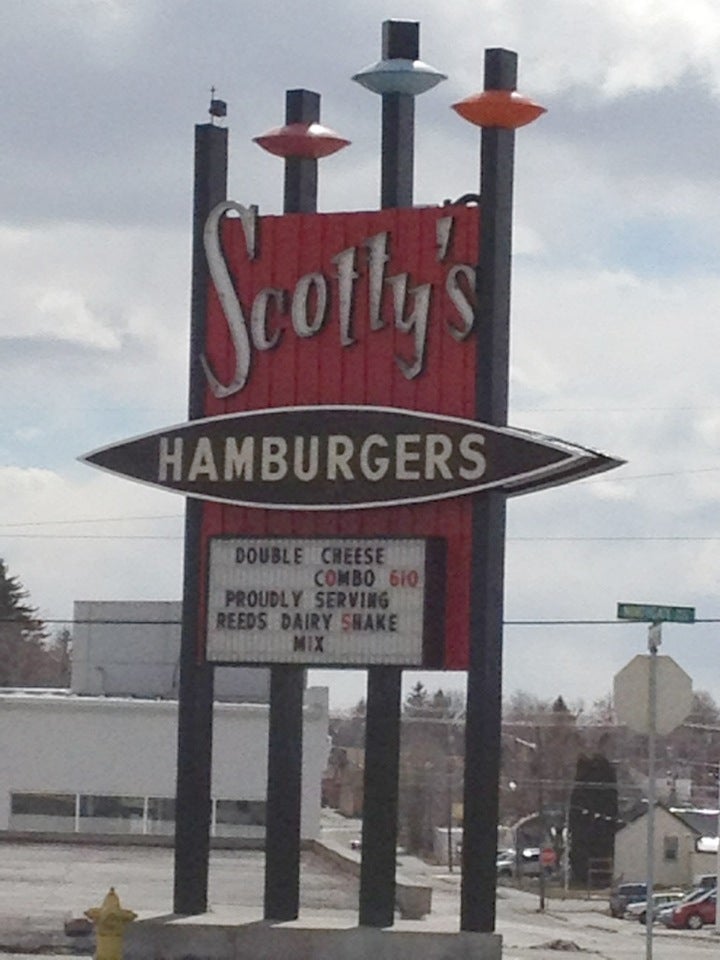 Scotty's
HAMBURGERS
DOUBLE CHEESE
COMBO 610
PROUDLY SERVING
REEDS DAIRY SHAKE
MIX